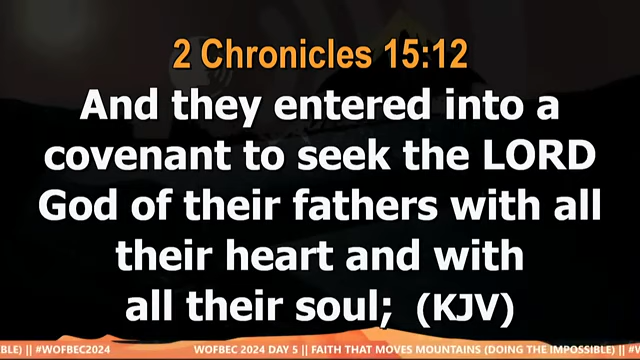 2 Chronicles 15:12
And they entered into a
covenant to seek the LORD
God of their fathers with all
their heart and with
all their soul; (KJV)
BLE) || #WOFBEC2024 WOFBEC 2024 DAY 5 || FAITH THAT MOVES MOUNTAINS (DOING THE IMPOSSIBLE) || #W